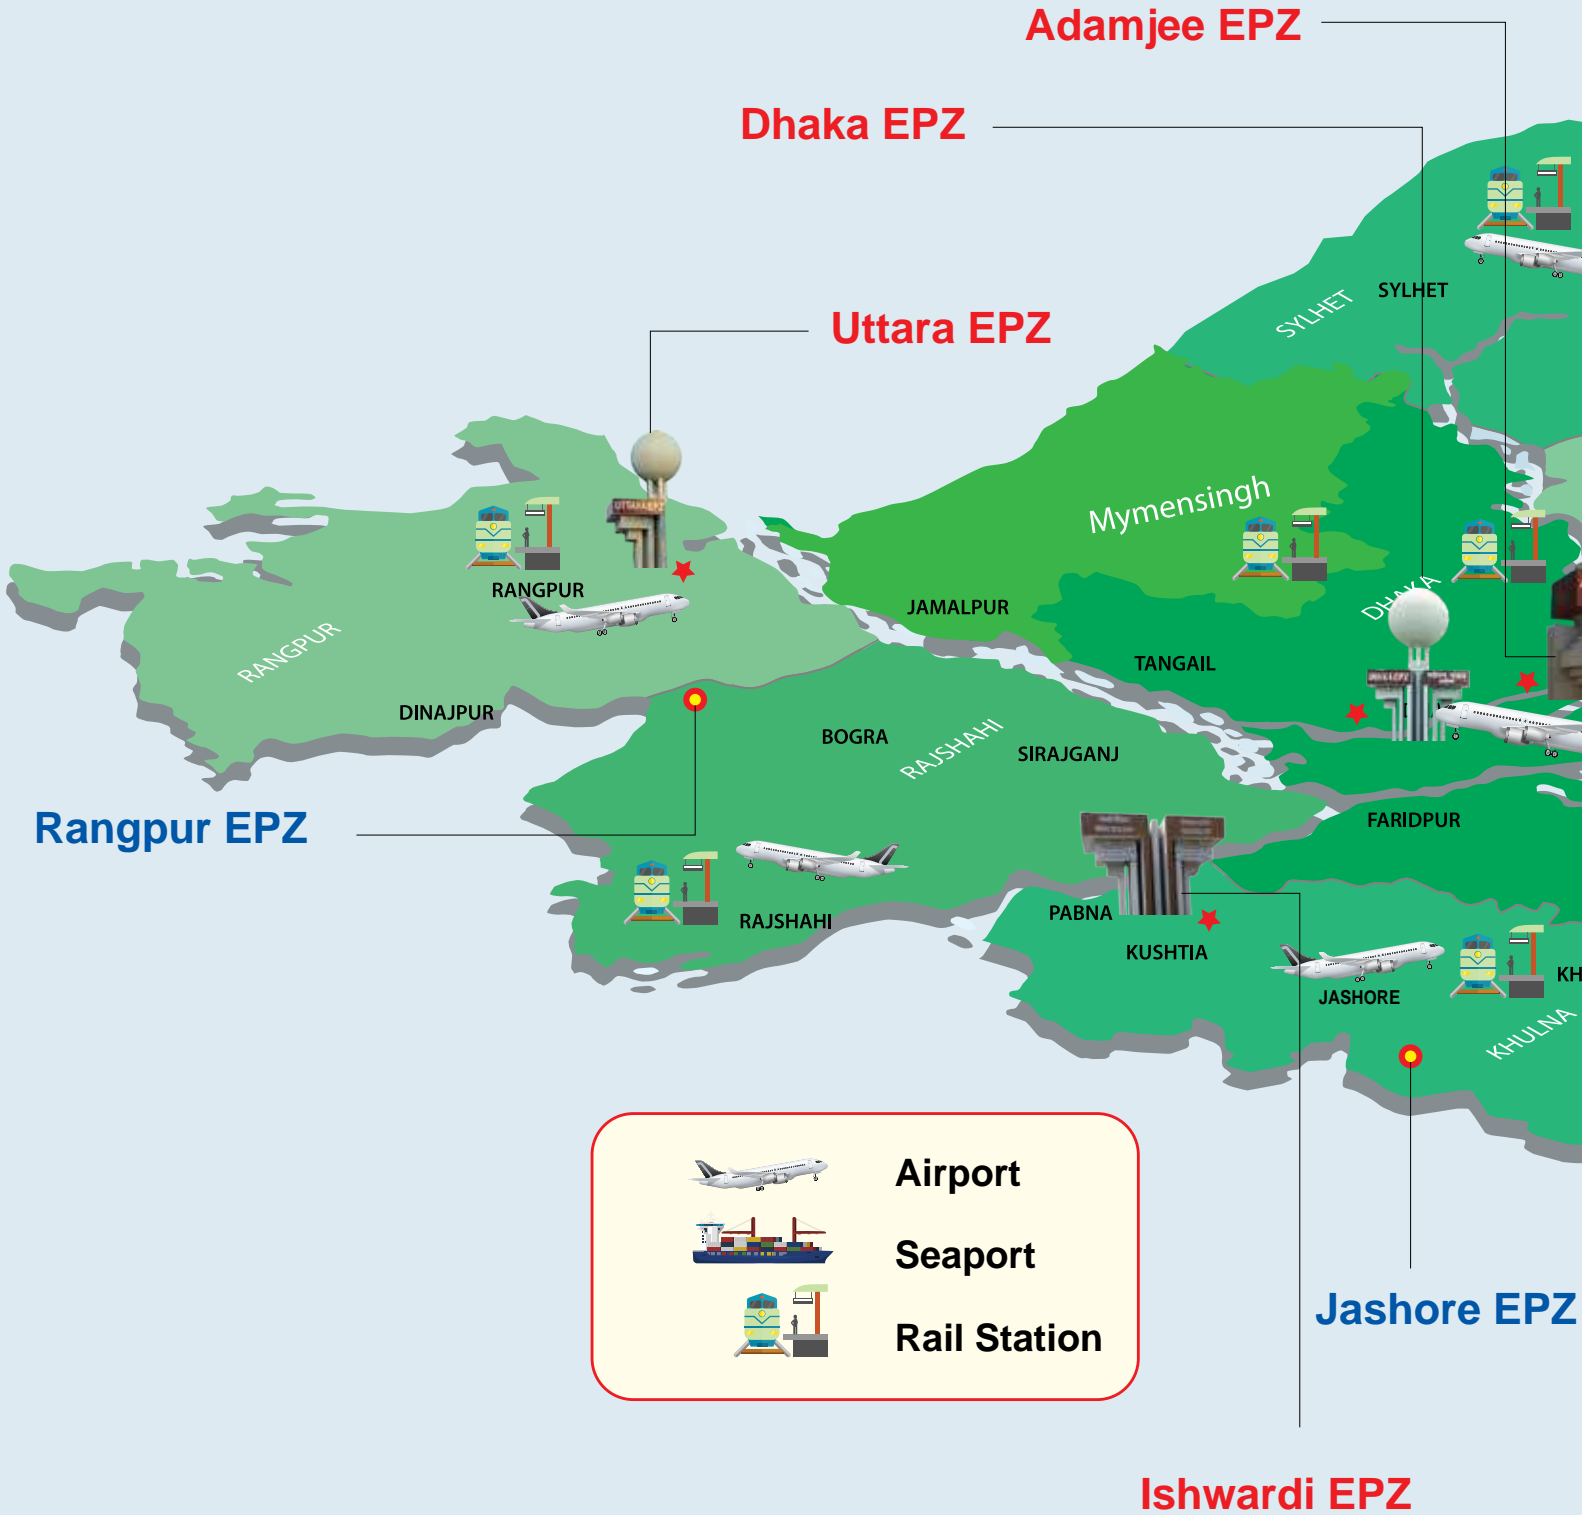 Adamjee EPZ
Dhaka EPZ
SYLHET
SYLHET
Uttara EPZ
Mymensingh
RANGPUR
DHAKA
JAMALPUR
RANGPUR
TANGAIL
DINAJPUR
BOGRA
RAJSHAHI
SIRAJGANJ
Rangpur EPZ
FARIDPUR
PABNA
RAJSHAHI
KUSHTIA
KH
JASHORE
KHULNA
Airport
Seaport
Rail Station
Jashore EPZ
Ishwardi EPZ